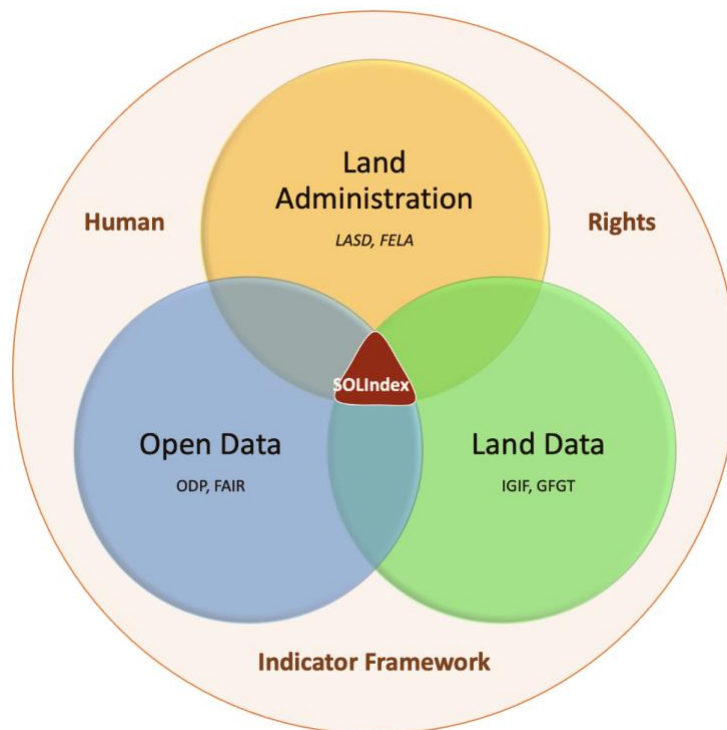 Land
Administration
LASD, FELA
Human
Rights
SOLIndex
Open Data
ODP, FAIR
Land Data
IGIF, GFGT
Indicator Framework